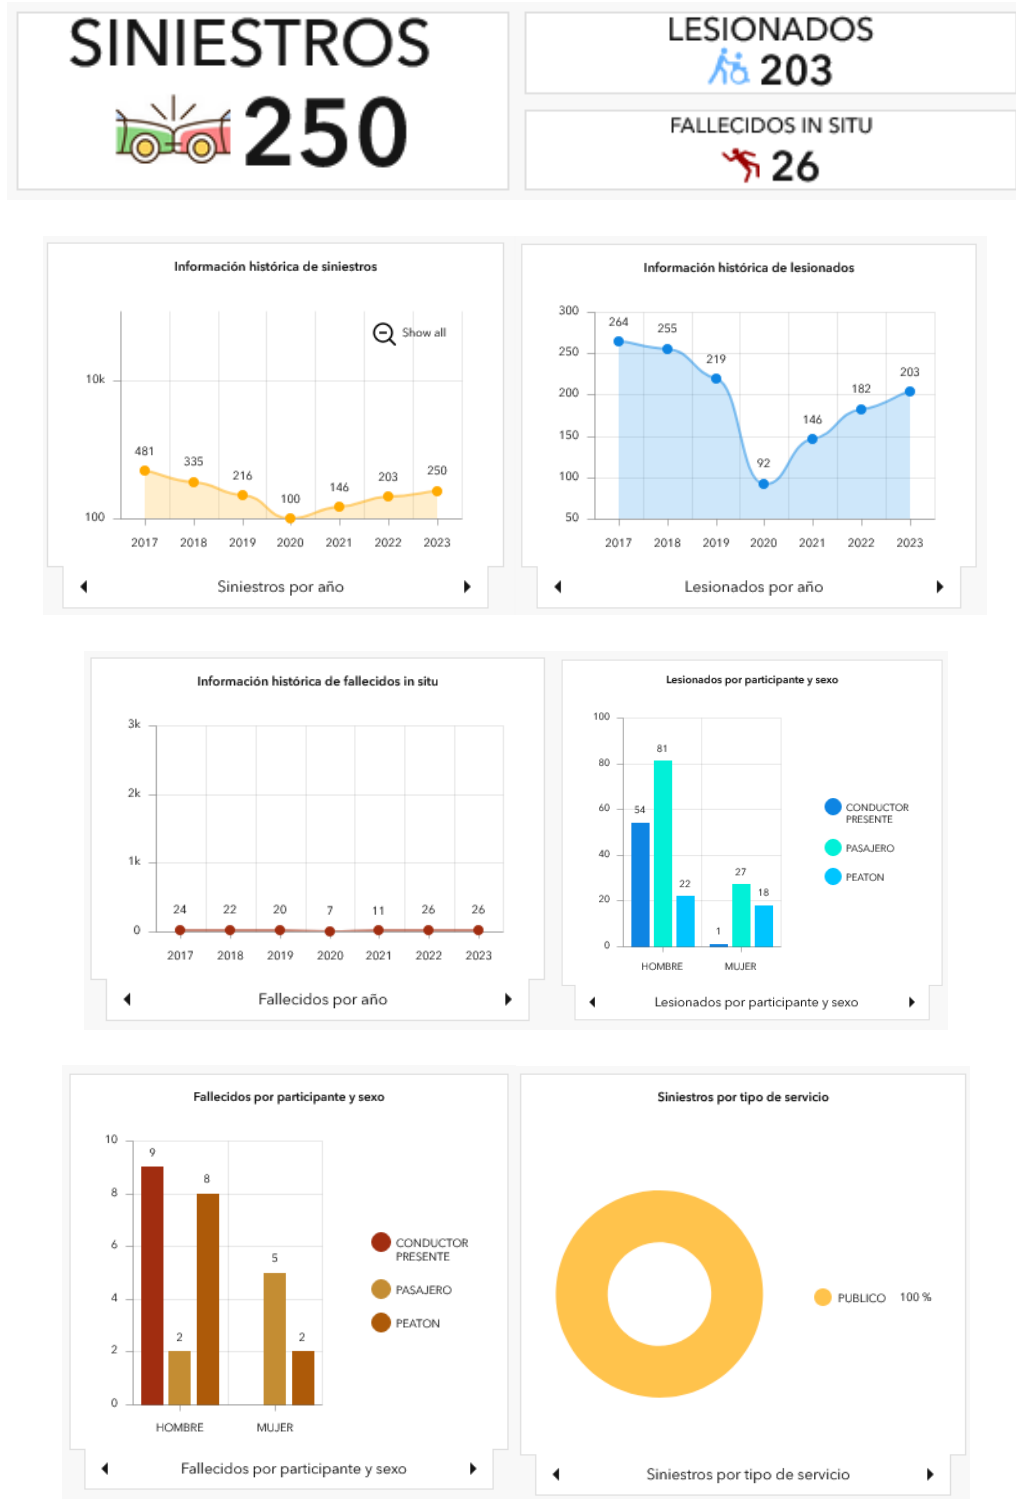 SINIESTROS
250
LESIONADOS
203
FALLECIDOS IN SITU
26
Información histórica de siniestros
Show all
10k
100
481
335
216
100
146
203
250
2017 2018 2019 2020 2021 2022 2023
Siniestros por año
Información histórica de lesionados
300
250
200
150
100
50
264
255
219
92
146
182
203
2017 2018 2019 2020 2021 2022 2023
Lesionados por año
Información histórica de fallecidos in situ
3k
2k
1k
0
24 22 20 7 11 26 26
2017 2018 2019 2020 2021 2022 2023
Fallecidos por año
Lesionados por participante y sexo
100
80
60
40
20
0
54
81
22
1
27
18
HOMBRE MUJER
CONDUCTOR
PRESENTE
PASAJERO
PEATON
Lesionados por participante y sexo
Fallecidos por participante y sexo
10
8
6
4
2
0
9
2
8
5
2
HOMBRE MUJER
CONDUCTOR
PRESENTE
PASAJERO
PEATON
Fallecidos por participante y sexo
Siniestros por tipo de servicio
PUBLICO 100 %
Siniestros por tipo de servicio